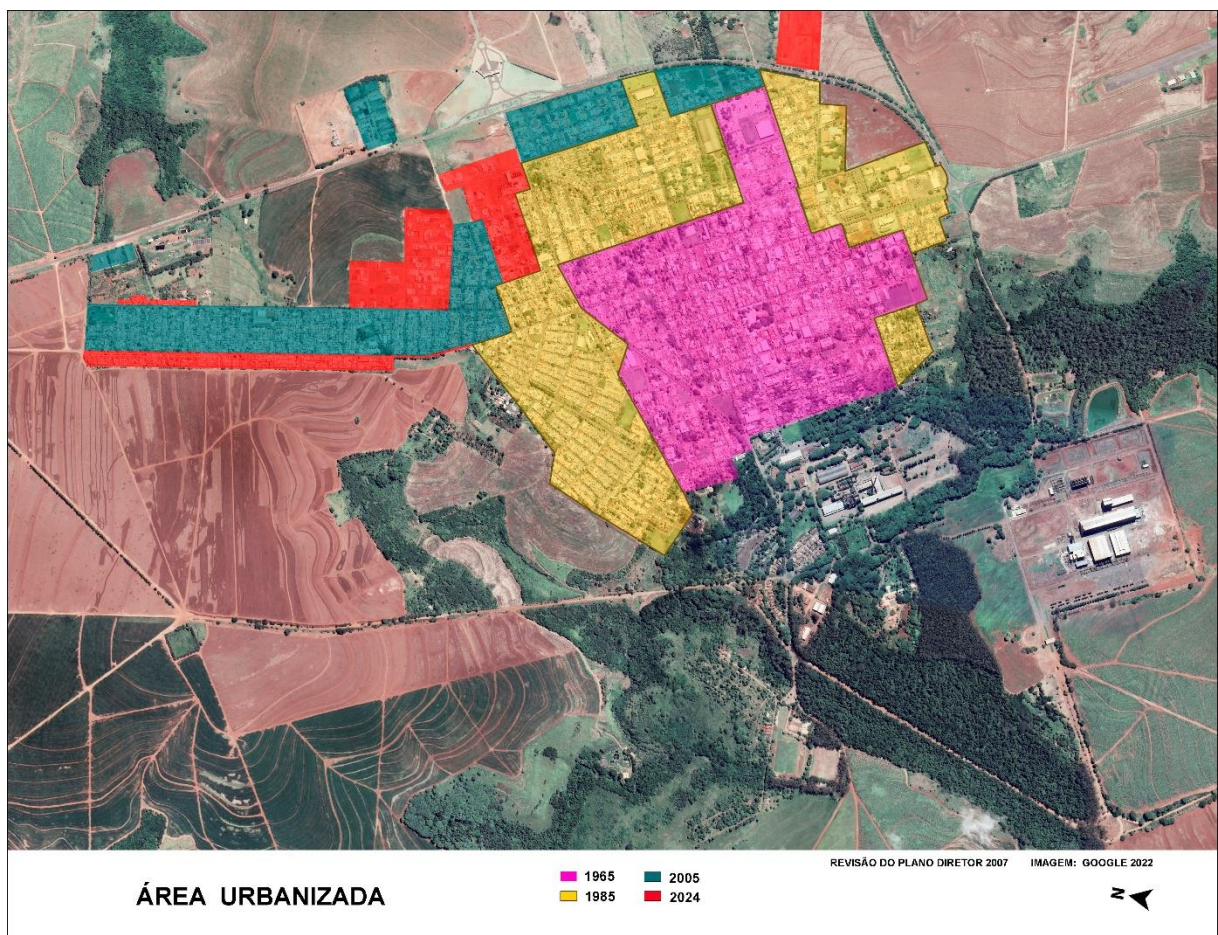 REVISÃO DO PLANO DIRETOR 2007 IMAGEM: GOOGLE 2022
ÁREA URBANIZADA
1965 2005
1985 2024
N